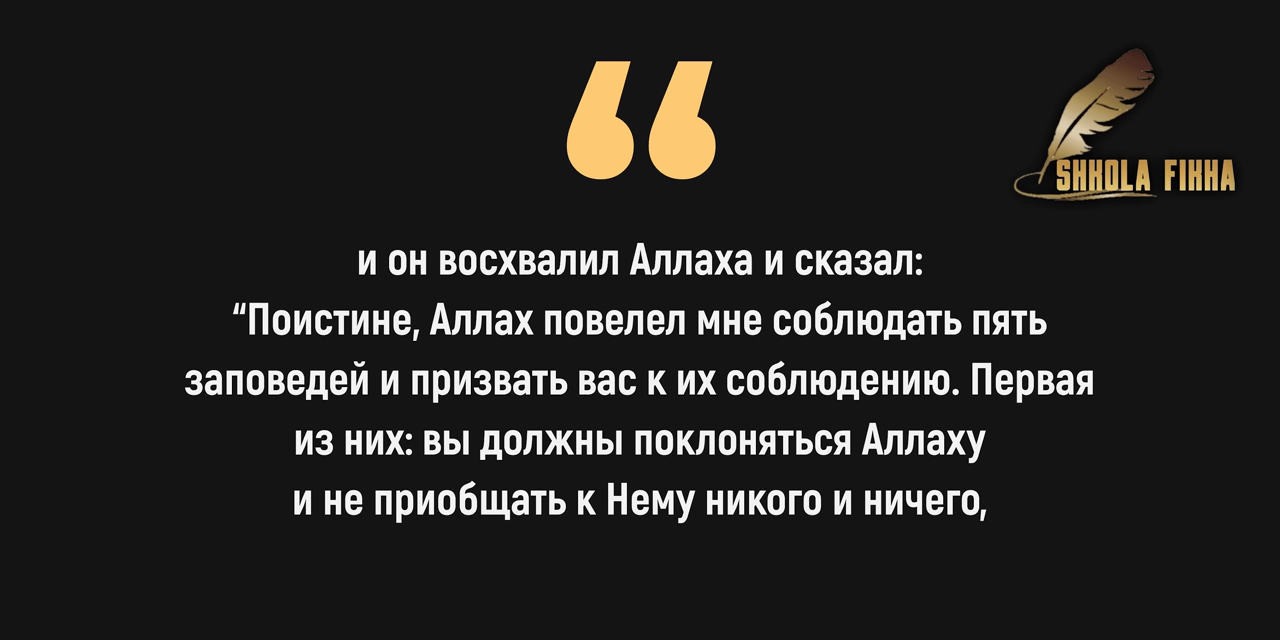 SHKOLA FIKHA
и он восхвалил Аллаха и сказал:
“Поистине, Аллах повелел мне соблюдать пять
заповедей и призвать вас к их соблюдению. Первая
из них: вы должны поклоняться Аллаху
и не приобщать к Нему никого и ничего,